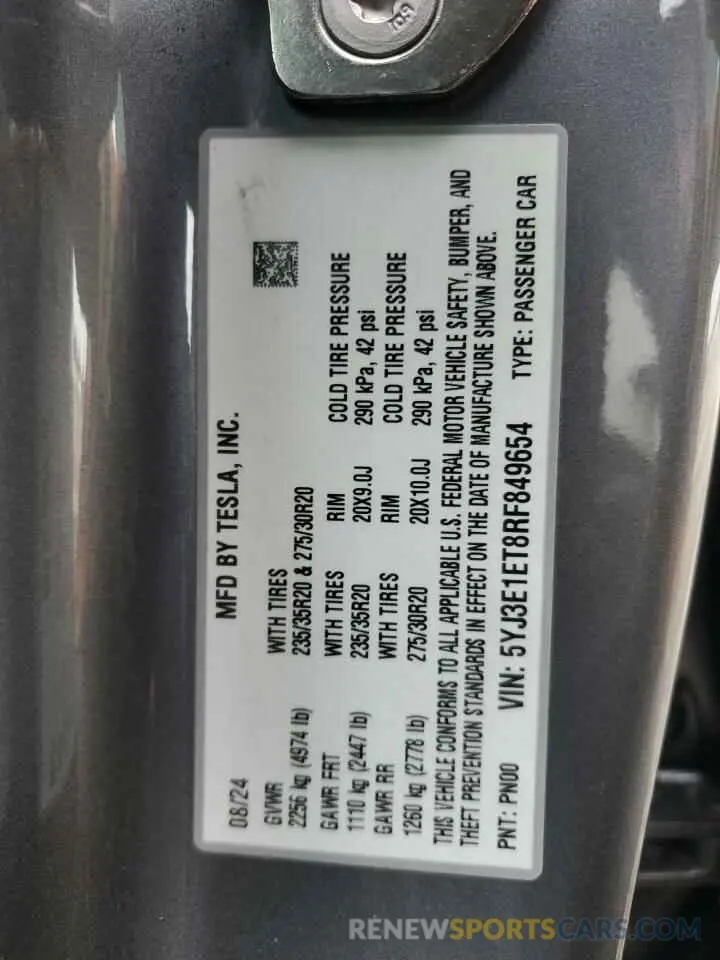 08/24 MFD BY TESLA, INC.
GVWR WITH TIRES
2256 kg (4974 lb) 235/35R20 & 275/30R20
GAWR FRT WITH TIRES RIM COLD TIRE PRESSURE
1110 kg (2447 lb) 235/35R20 20X9.0J 290 kPa, 42 psi
GAWR RR WITH TIRES RIM COLD TIRE PRESSURE
1260 kg (2778 lb) 275/30R20 20X10.0J 290 kPa, 42 psi
THIS VEHICLE CONFORMS TO ALL APPLICABLE U.S. FEDERAL MOTOR VEHICLE SAFETY, BUMPER, AND
THEFT PREVENTION STANDARDS IN EFFECT ON THE DATE OF MANUFACTURE SHOWN ABOVE.
PNT: PN00 VIN: 5YJ3E1ET8RF849654 TYPE: PASSENGER CAR
RENEWSPORTSCARS.COM